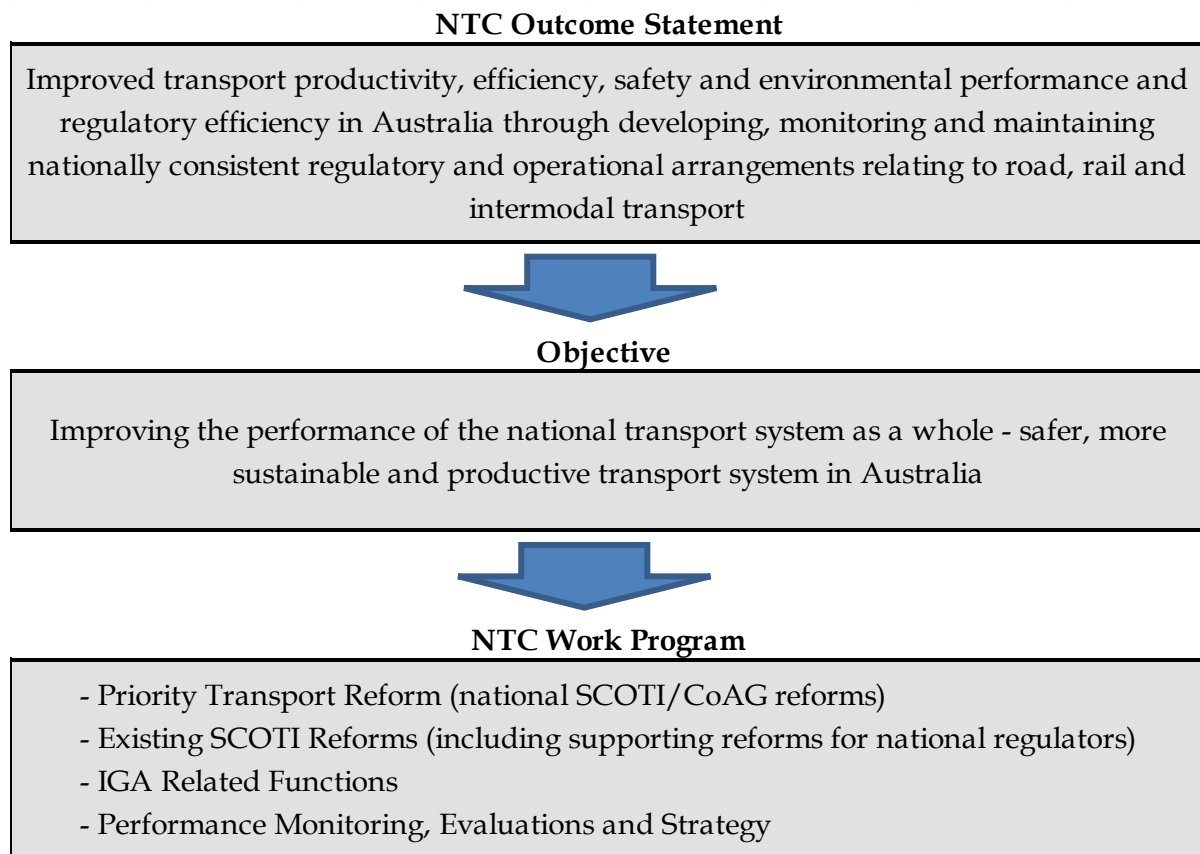 NTC Outcome Statement
Improved transport productivity, efficiency, safety and environmental performance and
regulatory efficiency in Australia through developing, monitoring and maintaining
nationally consistent regulatory and operational arrangements relating to road, rail and
intermodal transport
Objective
Improving the performance of the national transport system as a whole - safer, more
sustainable and productive transport system in Australia
NTC Work Program
- Priority Transport Reform (national SCOTI/CoAG reforms)
- Existing SCOTI Reforms (including supporting reforms for national regulators)
- IGA Related Functions
- Performance Monitoring, Evaluations and Strategy